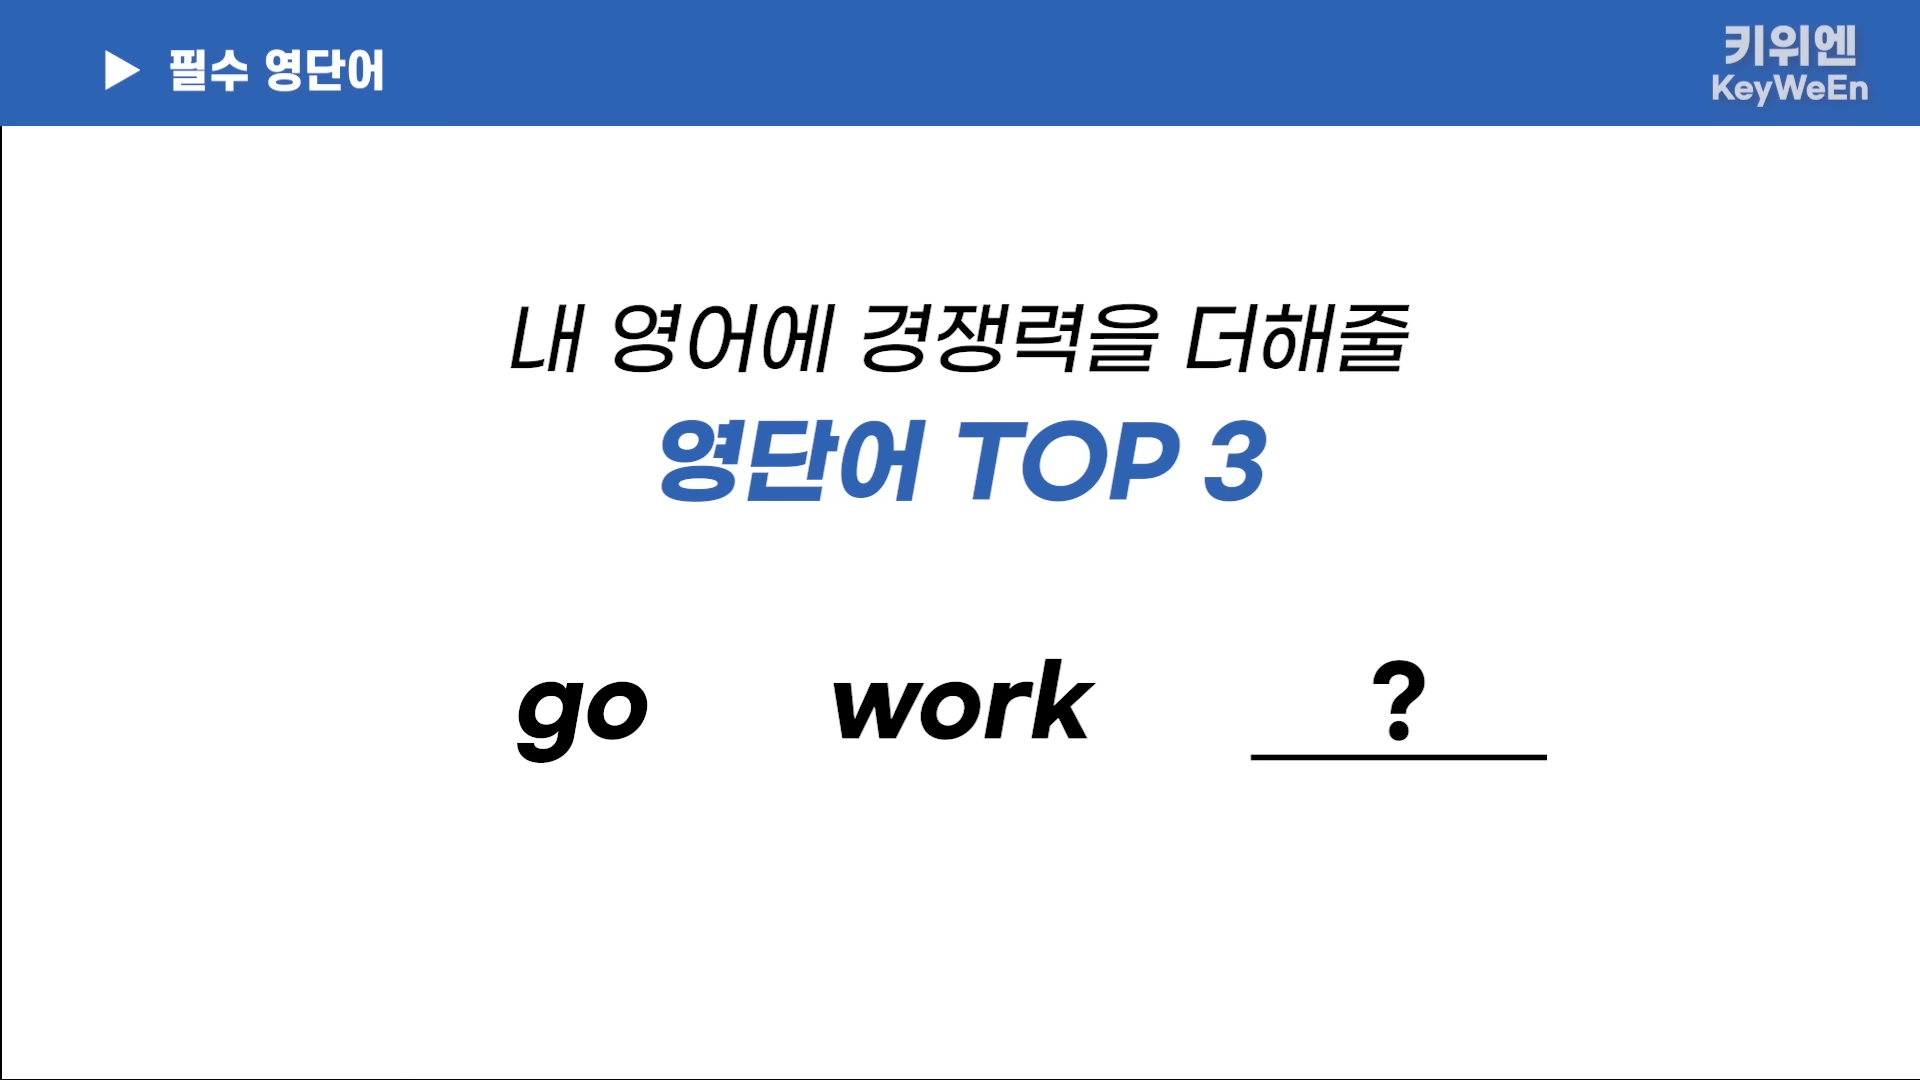 ▶ 필수 영단어
키위엔
KeyWeEn
내 영어에 경쟁력을 더해줄
영단어 TOP 3
go work ?